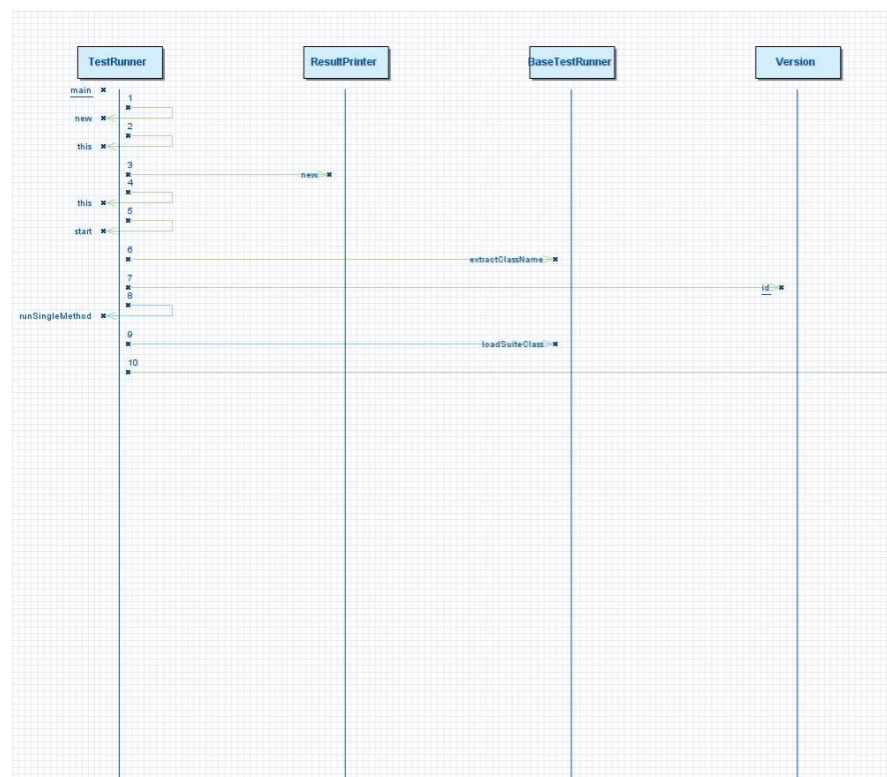 TestRunner ResultPrinter BaseTestRunner Version
main
1
new
2
this
3
new
4
this
5
start
6
extractClassName
7
id
8
runSingleMethod
9
loadSuiteClass
10